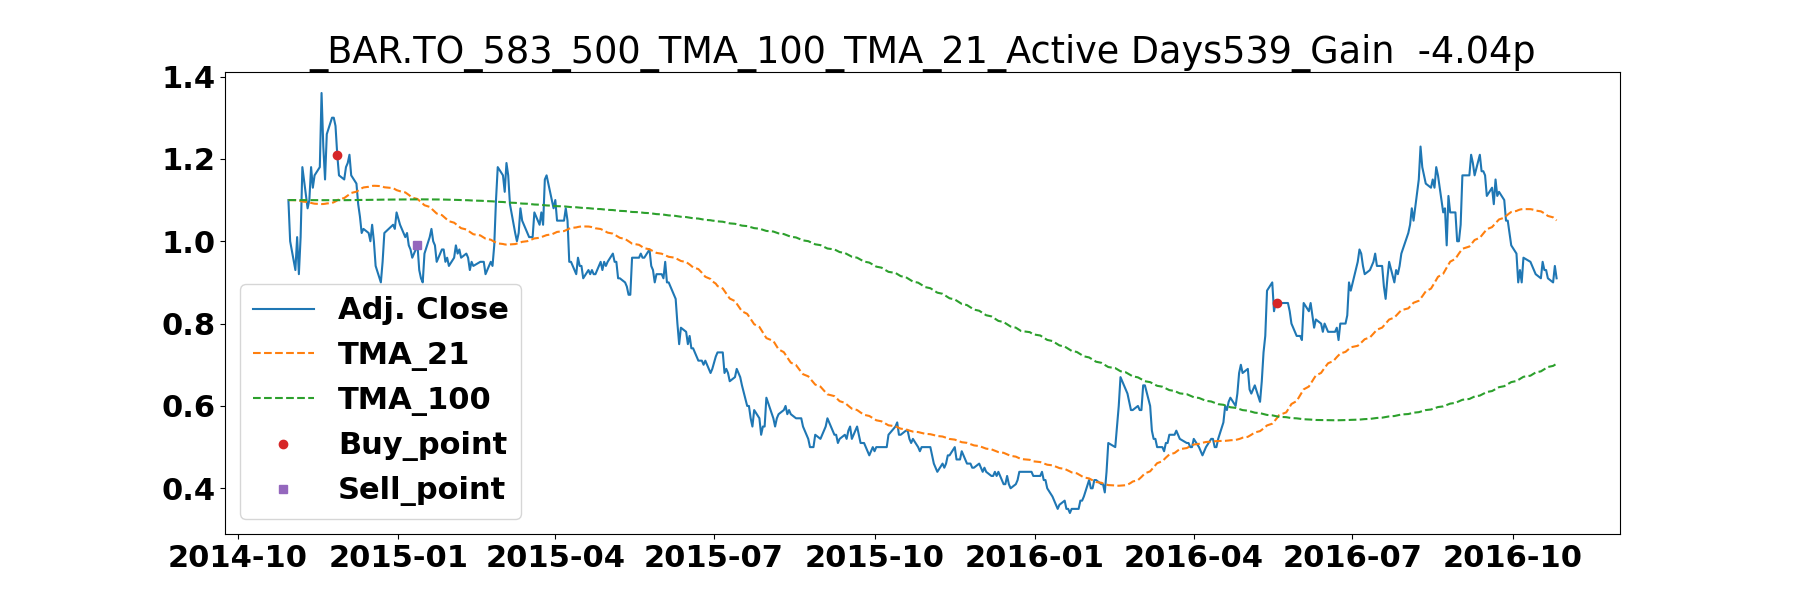 _BAR.TO_583_500_TMA_100_TMA_21_Active Days539_Gain  -4.04p
1.4
1.2
1.0
0.8
0.6
0.4
Adj. Close
TMA_21
TMA_100
Buy_point
Sell_point
2014-10 2015-01 2015-04 2015-07 2015-10 2016-01 2016-04 2016-07 2016-10